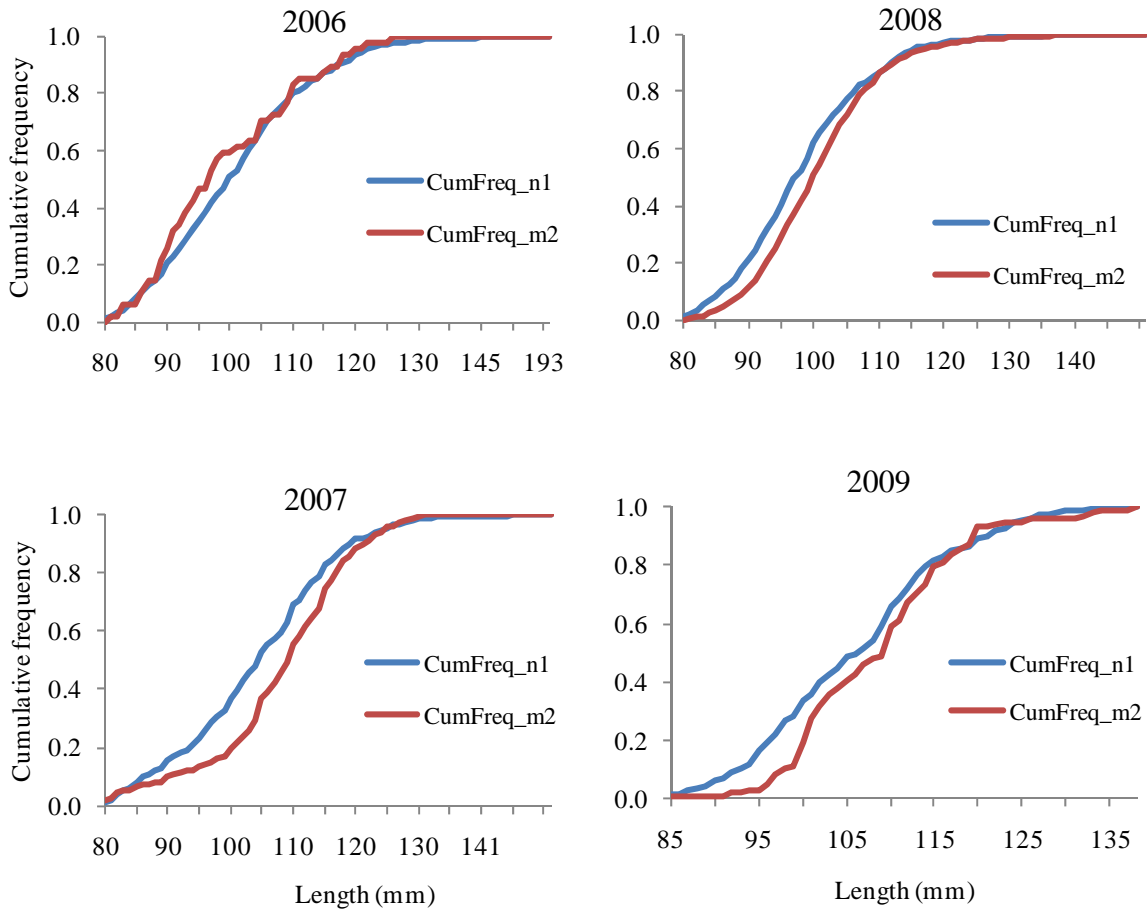 2006
Cumulative frequency
1.0
0.8
0.6
0.4
0.2
0.0
CumFreq_n1
CumFreq_m2
80 90 100 110 120 130 145 193
2008
1.0
0.8
0.6
0.4
0.2
0.0
CumFreq_n1
CumFreq_m2
80 90 100 110 120 130 140
2007
Cumulative frequency
1.0
0.8
0.6
0.4
0.2
0.0
CumFreq_n1
CumFreq_m2
80 90 100 110 120 130 141
Length (mm)
2009
1.0
0.8
0.6
0.4
0.2
0.0
CumFreq_n1
CumFreq_m2
85 95 105 115 125 135
Length (mm)